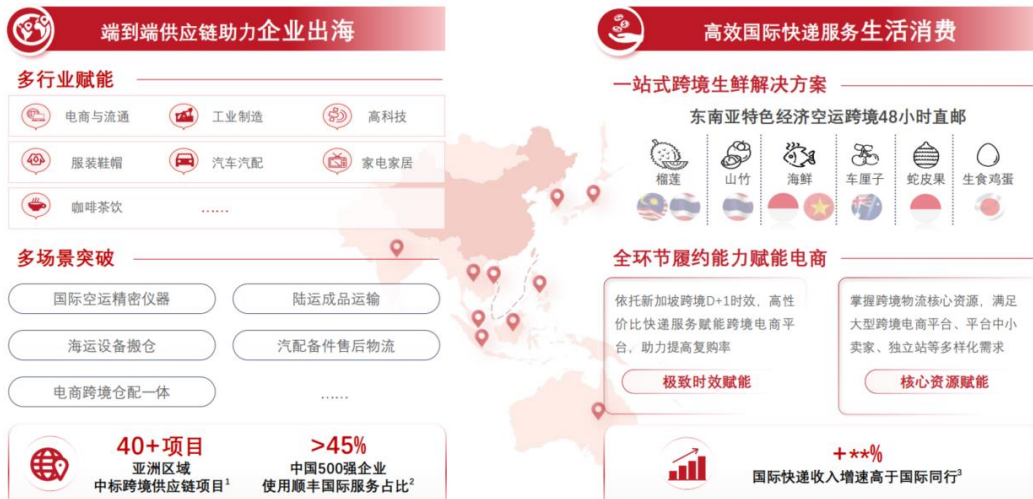 端到端供应链助力企业出海
多行业赋能
电商与流通
工业制造
高科技
服装鞋帽
汽车汽配
家电家居
咖啡茶饮
……
多场景突破
国际空运精密仪器
陆运成品运输
海运设备搬仓
汽配备件售后物流
电商跨境仓配一体
……
40+项目
亚洲区域
中标跨境供应链项目1
>45%
中国500强企业
使用顺丰国际服务占比2
高效国际快递服务生活消费
一站式跨境生鲜解决方案
东南亚特色经济空运跨境48小时直邮
榴莲
山竹
海鲜
车厘子
蛇皮果
生食鸡蛋
全环节履约能力赋能电商
依托新加坡跨境D+1时效，高性
价比快递服务赋能跨境电商平
台，助力提高复购率
极致时效赋能
掌握跨境物流核心资源，满足
大型跨境电商平台、平台中小
卖家、独立站等多样化需求
核心资源赋能
+**%
国际快递收入增速高于国际同行3